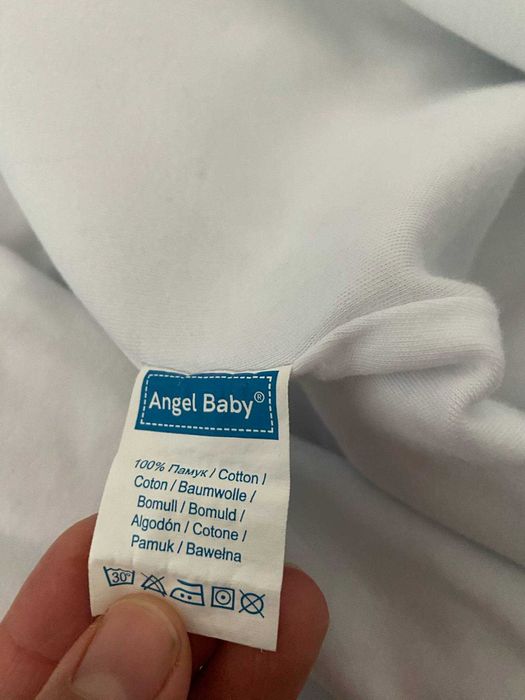 Angel Baby®
100% Памук / Cotton /
Coton / Baumwolle /
Bomull / Bomuld /
Algodón / Cotone /
Pamuk / Bawełna
30°